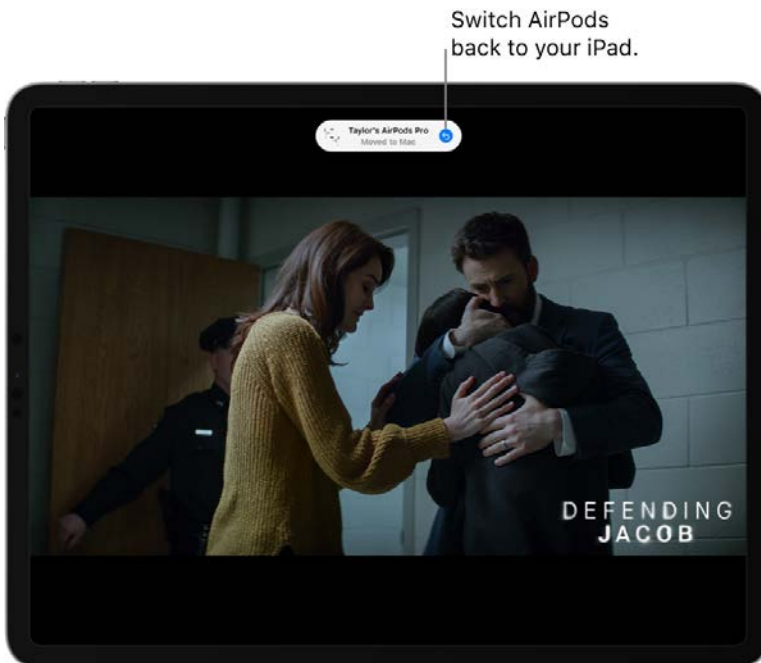 Switch AirPods
back to your iPad.
Taylor's AirPods Pro
Moved to Mac
DEFENDING
JACOB